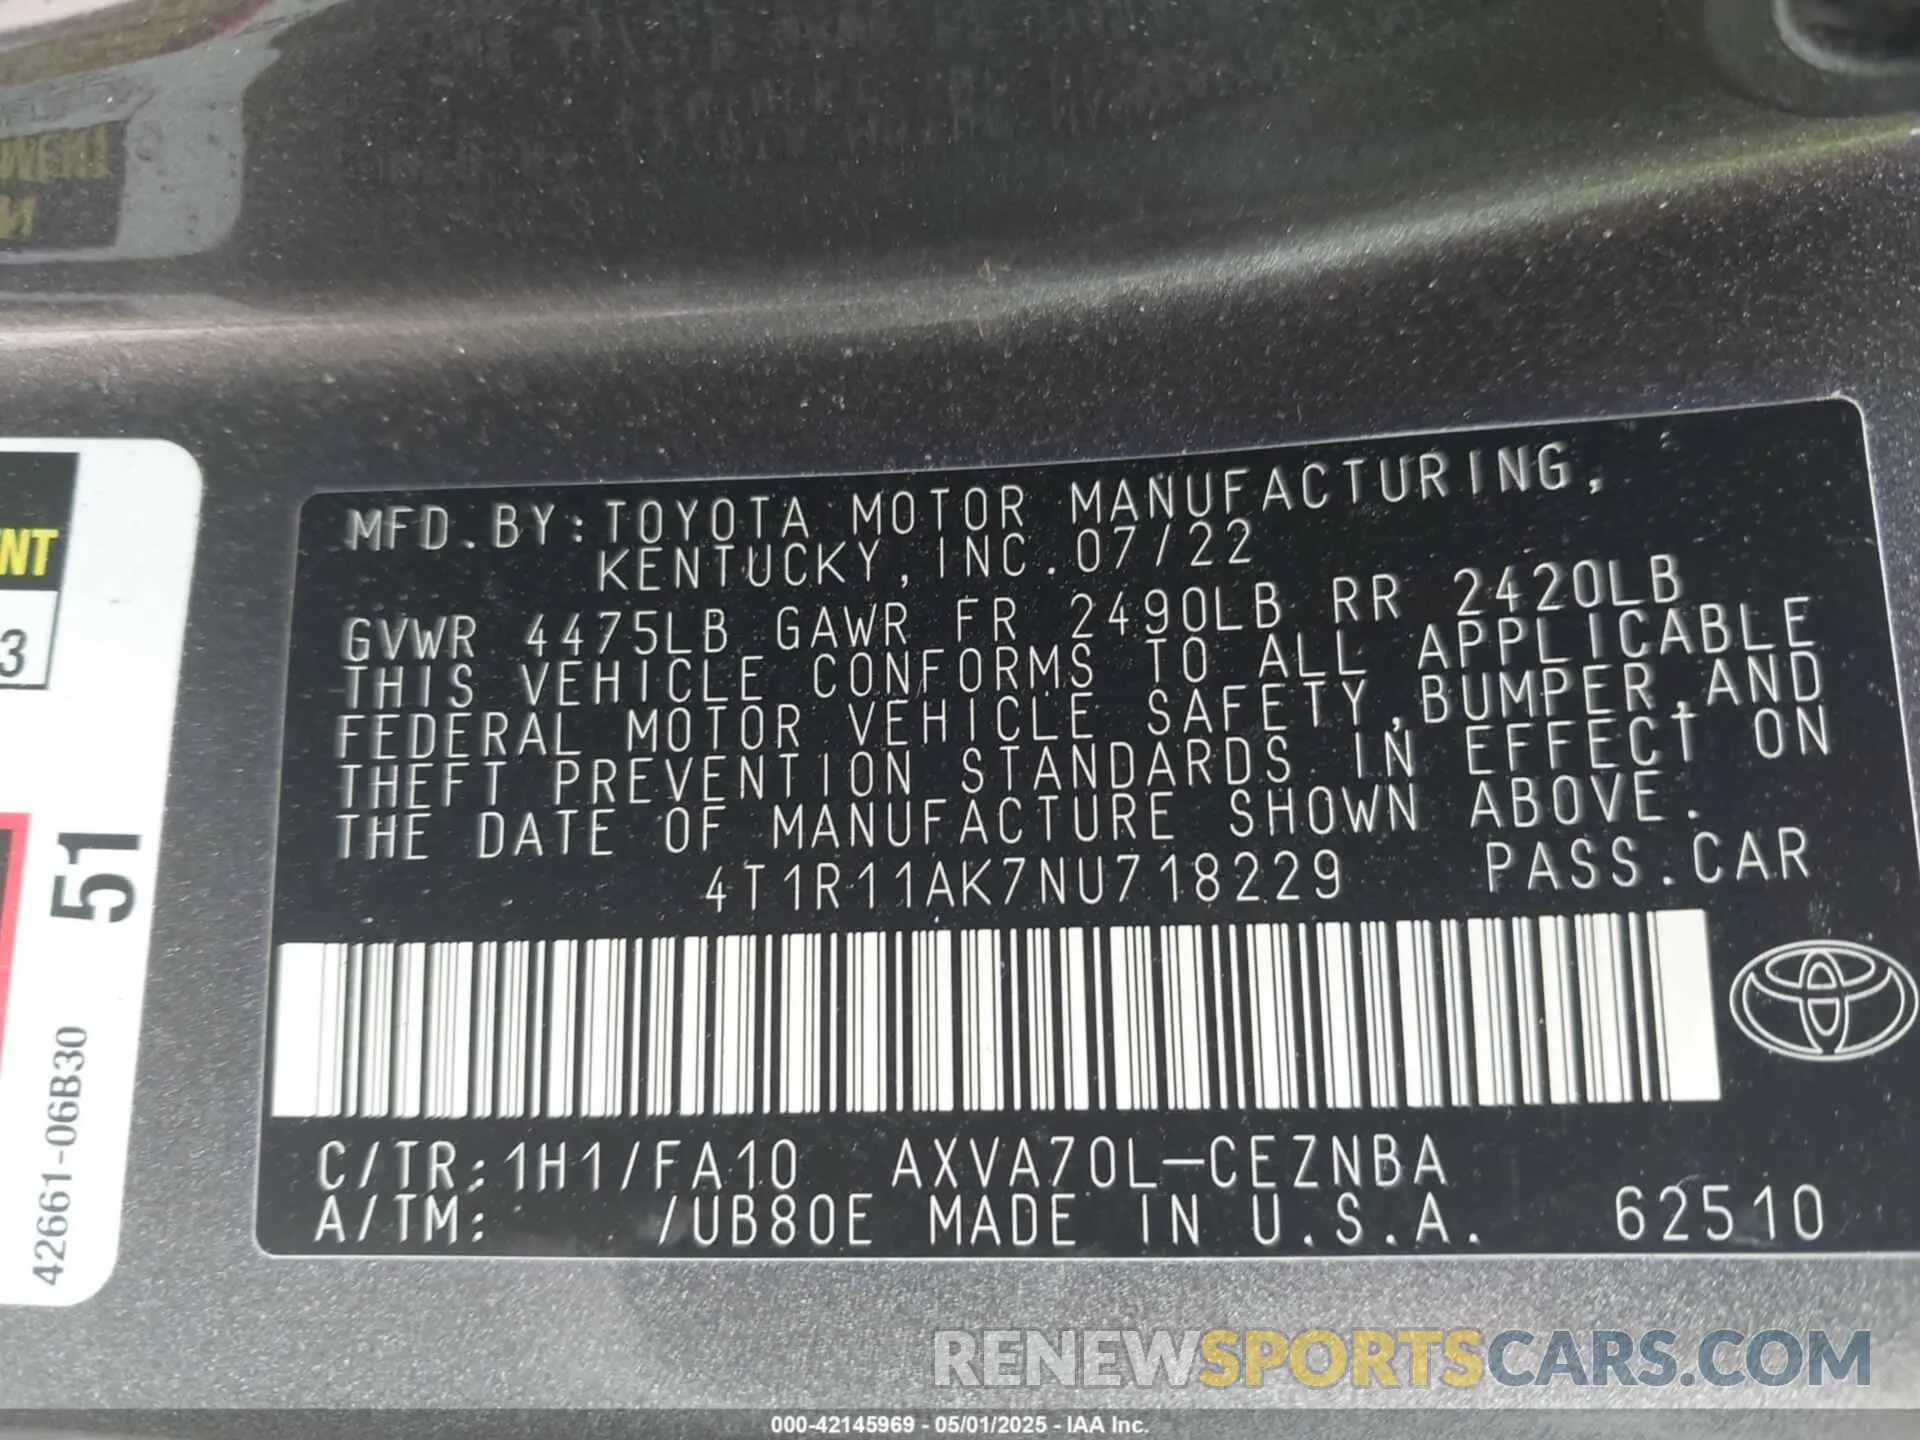 MFD.BY:TOYOTA MOTOR MANUFACTURING,
KENTUCKY, INC.07/22
GVWR 4475LB GAWR FR 2490LB RR 2420LB
THIS VEHICLE CONFORMS TO ALL APPLICABLE
FEDERAL MOTOR VEHICLE SAFETY,BUMPER,AND
THEFT PREVENTION STANDARDS IN EFFECT ON
THE DATE OF MANUFACTURE SHOWN ABOVE.
4T1R11AK7NU718229 PASS.CAR
C/TR:1H1/FA10 AXVA70L-CEZNBA
A/TM: /UB80E MADE IN U.S.A. 62510
NT
3
51
42661-06B30
RENEWSPORTSCARS.COM
000-42145969 - 05/01/2025 - IAA Inc.